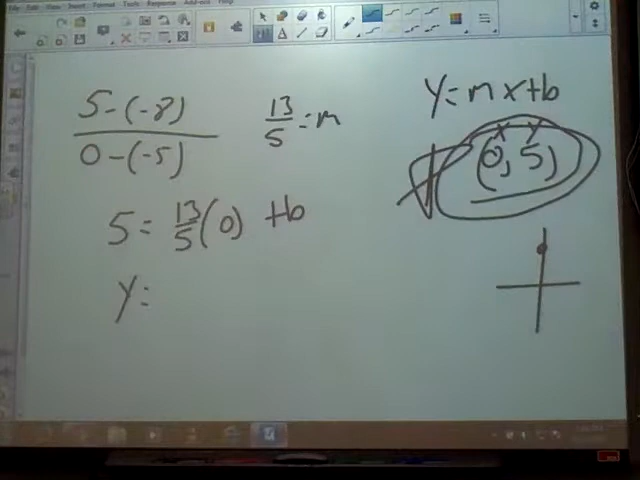 5-(-8)
0-(-5)
13
5 =m
y=mx+b
x y
(0, 5)
5= 13/5 (0) +b
y=